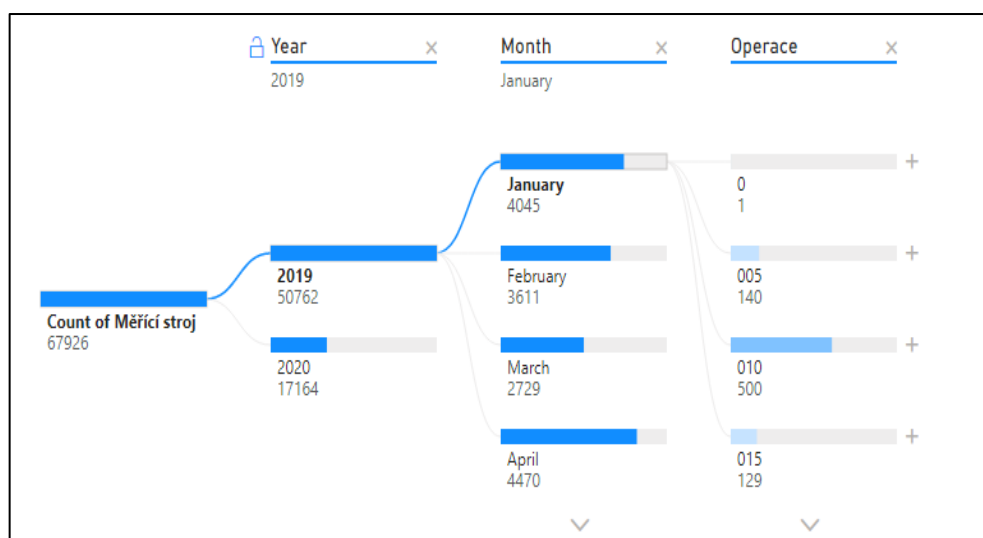 Year
2019
Month
January
Operace
Count of Měřící stroj
67926
2019
50762
2020
17164
January
4045
February
3611
March
2729
April
4470
0
1
005
140
010
500
015
129